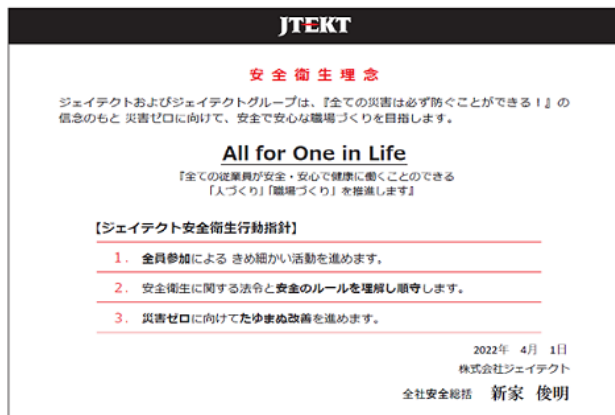 JTEKT
安全衛生理念
ジェイテクトおよびジェイテクトグループは、『全ての災害は必ず防ぐことができる！』の
信念のもと 災害ゼロに向けて、安全で安心な職場づくりを目指します。
All for One in Life
『全ての従業員が安全・安心で健康に働くことのできる
「人づくり」「職場づくり」を推進します』
【ジェイテクト安全衛生行動指針】
1. 全員参加による きめ細かい活動を進めます。
2. 安全衛生に関する法令と安全のルールを理解し順守します。
3. 災害ゼロに向けてたゆまぬ改善を進めます。
2022年 4月 1日
株式会社ジェイテクト
全社安全総括 新家 俊明